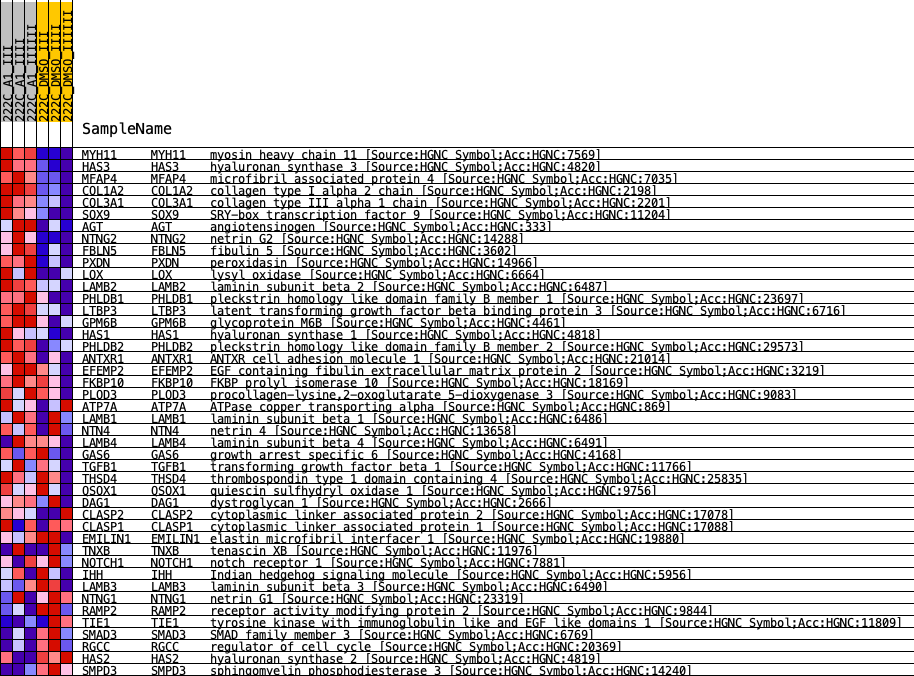 222C_A1_III
222C_A1_IIII
222C_A1_IIIIII
222C_DMSO_III
222C_DMSO_IIII
222C_DMSO_IIIIIII
SampleName
MYH11 MYH11 myosin heavy chain 11 [Source:HGNC Symbol;Acc:HGNC:7569]
HAS3 HAS3 hyaluronan synthase 3 [Source:HGNC Symbol;Acc:HGNC:4820]
MFAP4 MFAP4 microfibril associated protein 4 [Source:HGNC Symbol;Acc:HGNC:7035]
COL1A2 COL1A2 collagen type I alpha 2 chain [Source:HGNC Symbol;Acc:HGNC:2198]
COL3A1 COL3A1 collagen type III alpha 1 chain [Source:HGNC Symbol;Acc:HGNC:2201]
SOX9 SOX9 SRY-box transcription factor 9 [Source:HGNC Symbol;Acc:HGNC:11204]
AGT AGT angiotensinogen [Source:HGNC Symbol;Acc:HGNC:333]
NTNG2 NTNG2 netrin G2 [Source:HGNC Symbol;Acc:HGNC:14288]
FBLN5 FBLN5 fibulin 5 [Source:HGNC Symbol;Acc:HGNC:3602]
PXDN PXDN peroxidasin [Source:HGNC Symbol;Acc:HGNC:14966]
LOX LOX lysyl oxidase [Source:HGNC Symbol;Acc:HGNC:6664]
LAMB2 LAMB2 laminin subunit beta 2 [Source:HGNC Symbol;Acc:HGNC:6487]
PHLDB1 PHLDB1 pleckstrin homology like domain family B member 1 [Source:HGNC Symbol;Acc:HGNC:23697]
LTBP3 LTBP3 latent transforming growth factor beta binding protein 3 [Source:HGNC Symbol;Acc:HGNC:6716]
GPM6B GPM6B glycoprotein M6B [Source:HGNC Symbol;Acc:HGNC:4461]
HAS1 HAS1 hyaluronan synthase 1 [Source:HGNC Symbol;Acc:HGNC:4818]
PHLDB2 PHLDB2 pleckstrin homology like domain family B member 2 [Source:HGNC Symbol;Acc:HGNC:29573]
ANTXR1 ANTXR1 ANTXR cell adhesion molecule 1 [Source:HGNC Symbol;Acc:HGNC:21014]
EFEMP2 EFEMP2 EGF containing fibulin extracellular matrix protein 2 [Source:HGNC Symbol;Acc:HGNC:3219]
FKBP10 FKBP10 FKBP prolyl isomerase 10 [Source:HGNC Symbol;Acc:HGNC:18169]
PLOD3 PLOD3 procollagen-lysine,2-oxoglutarate 5-dioxygenase 3 [Source:HGNC Symbol;Acc:HGNC:9083]
ATP7A ATP7A ATPase copper transporting alpha [Source:HGNC Symbol;Acc:HGNC:869]
LAMB1 LAMB1 laminin subunit beta 1 [Source:HGNC Symbol;Acc:HGNC:6486]
NTN4 NTN4 netrin 4 [Source:HGNC Symbol;Acc:HGNC:13658]
LAMB4 LAMB4 laminin subunit beta 4 [Source:HGNC Symbol;Acc:HGNC:6491]
GAS6 GAS6 growth arrest specific 6 [Source:HGNC Symbol;Acc:HGNC:4168]
TGFB1 TGFB1 transforming growth factor beta 1 [Source:HGNC Symbol;Acc:HGNC:11766]
THSD4 THSD4 thrombospondin type 1 domain containing 4 [Source:HGNC Symbol;Acc:HGNC:25835]
QSOX1 QSOX1 quiescin sulfhydryl oxidase 1 [Source:HGNC Symbol;Acc:HGNC:9756]
DAG1 DAG1 dystroglycan 1 [Source:HGNC Symbol;Acc:HGNC:2666]
CLASP2 CLASP2 cytoplasmic linker associated protein 2 [Source:HGNC Symbol;Acc:HGNC:17078]
CLASP1 CLASP1 cytoplasmic linker associated protein 1 [Source:HGNC Symbol;Acc:HGNC:17088]
EMILIN1 EMILIN1 elastin microfibril interfacer 1 [Source:HGNC Symbol;Acc:HGNC:19880]
TNXB TNXB tenascin XB [Source:HGNC Symbol;Acc:HGNC:11976]
NOTCH1 NOTCH1 notch receptor 1 [Source:HGNC Symbol;Acc:HGNC:7881]
IHH IHH Indian hedgehog signaling molecule [Source:HGNC Symbol;Acc:HGNC:5956]
LAMB3 LAMB3 laminin subunit beta 3 [Source:HGNC Symbol;Acc:HGNC:6490]
NTNG1 NTNG1 netrin G1 [Source:HGNC Symbol;Acc:HGNC:23319]
RAMP2 RAMP2 receptor activity modifying protein 2 [Source:HGNC Symbol;Acc:HGNC:9844]
TIE1 TIE1 tyrosine kinase with immunoglobulin like and EGF like domains 1 [Source:HGNC Symbol;Acc:HGNC:11809]
SMAD3 SMAD3 SMAD family member 3 [Source:HGNC Symbol;Acc:HGNC:6769]
RGCC RGCC regulator of cell cycle [Source:HGNC Symbol;Acc:HGNC:20369]
HAS2 HAS2 hyaluronan synthase 2 [Source:HGNC Symbol;Acc:HGNC:4819]
SMPD3 SMPD3 sphingomyelin phosphodiesterase 3 [Source:HGNC Symbol;Acc:HGNC:14240]